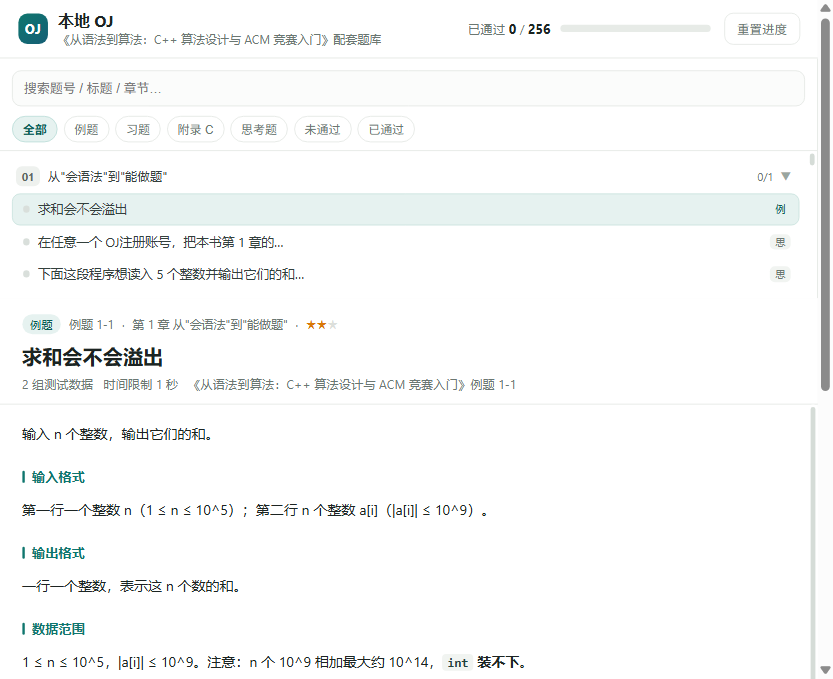 OJ
本地 OJ
《从语法到算法：C++ 算法设计与 ACM 竞赛入门》配套题库
已通过 0 / 256
重置进度
搜索题号 / 标题 / 章节…
全部 例题 习题 附录 C 思考题 未通过 已通过
01 从"会语法"到"能做题" 0/1 ▼
求和会不会溢出 例
在任意一个 OJ注册账号，把本书第 1 章的… 思
下面这段程序想读入 5 个整数并输出它们的和… 思
例题 例题 1-1 · 第 1 章 从"会语法"到"能做题" · ★★★
求和会不会溢出
2 组测试数据 时间限制 1 秒 《从语法到算法：C++ 算法设计与 ACM 竞赛入门》例题 1-1
输入 n 个整数，输出它们的和。
输入格式
第一行一个整数 n（1 ≤ n ≤ 10^5）；第二行 n 个整数 a[i]（|a[i]| ≤ 10^9）。
输出格式
一行一个整数，表示这 n 个数的和。
数据范围
1 ≤ n ≤ 10^5，|a[i]| ≤ 10^9。注意：n 个 10^9 相加最大约 10^14， int 装不下。